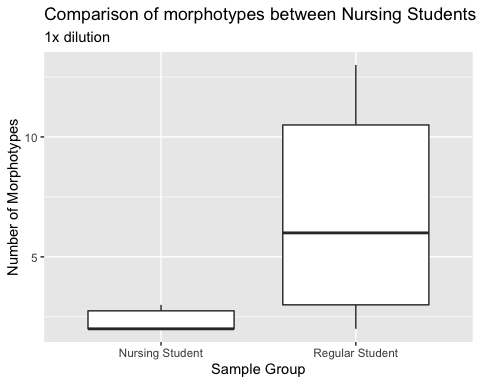 Comparison of morphotypes between Nursing Students
1x dilution
Number of Morphotypes
10
5
Nursing Student
Regular Student
Sample Group